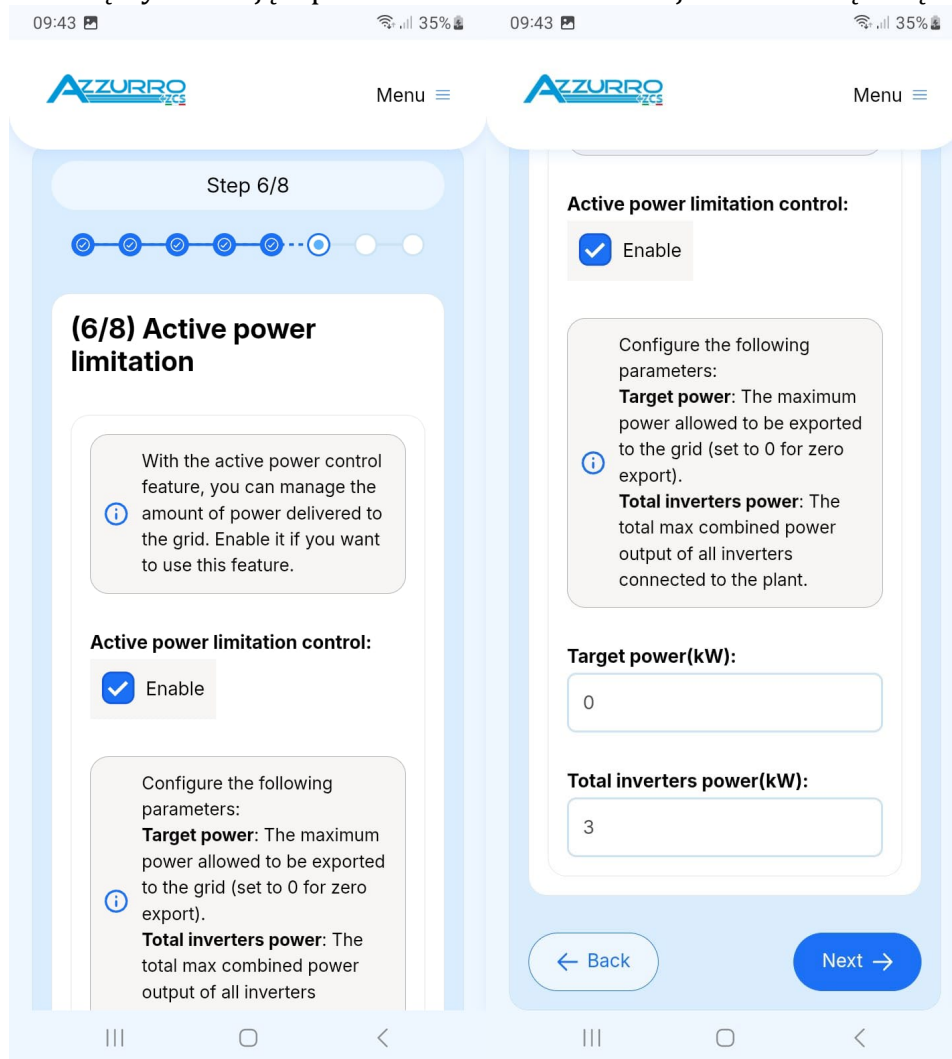 09:43
35%
AZZURRO
ZCS
Menu
Step 6/8
(6/8) Active power
limitation
With the active power control
feature, you can manage the
amount of power delivered to
the grid. Enable it if you want
to use this feature.
Active power limitation control:
Enable
Configure the following
parameters:
Target power: The maximum
power allowed to be exported
to the grid (set to 0 for zero
export).
Total inverters power: The
total max combined power
output of all inverters
09:43
35%
AZZURRO
ZCS
Menu
Active power limitation control:
Enable
Configure the following
parameters:
Target power: The maximum
power allowed to be exported
to the grid (set to 0 for zero
export).
Total inverters power: The
total max combined power
output of all inverters
connected to the plant.
Target power(kW):
0
Total inverters power(kW):
3
Back
Next